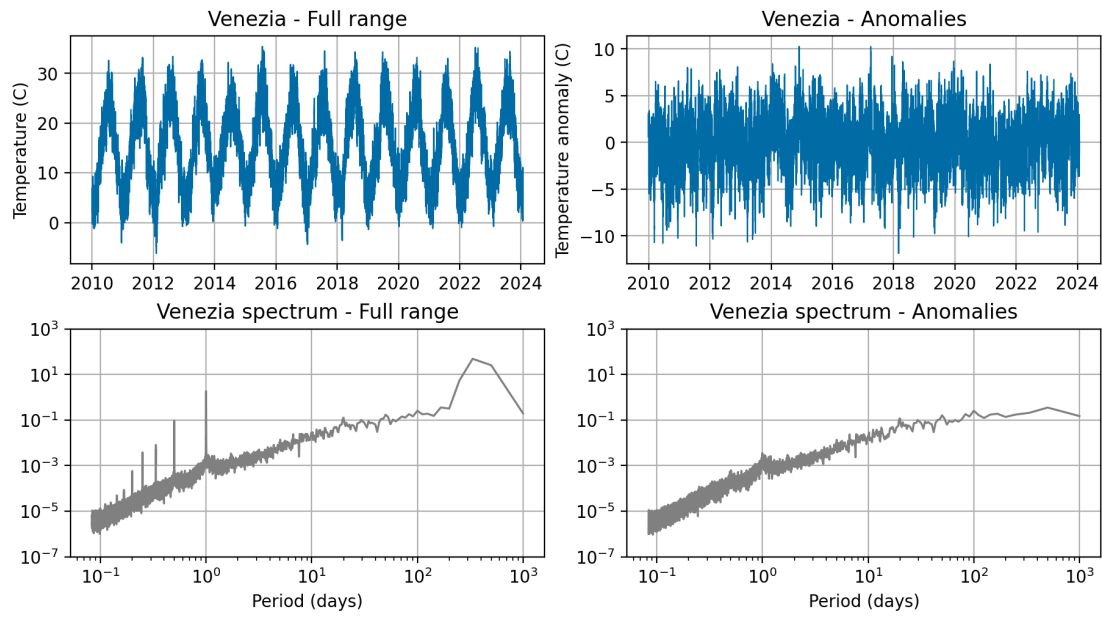 Venezia - Full range
Temperature (C)
30
20
10
0
2010 2012 2014 2016 2018 2020 2022 2024
Venezia - Anomalies
Temperature anomaly (C)
10
5
0
−5
−10
2010 2012 2014 2016 2018 2020 2022 2024
Venezia spectrum - Full range
10³
10¹
10⁻¹
10⁻³
10⁻⁵
10⁻⁷
10⁻¹ 10⁰ 10¹ 10² 10³
Period (days)
Venezia spectrum - Anomalies
10³
10¹
10⁻¹
10⁻³
10⁻⁵
10⁻⁷
10⁻¹ 10⁰ 10¹ 10² 10³
Period (days)